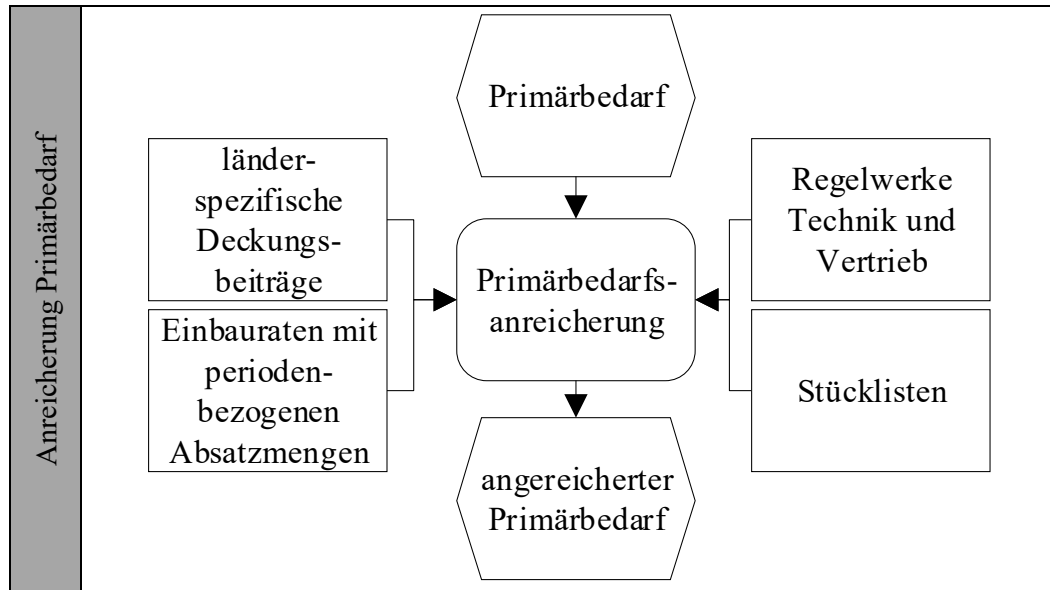 Anreicherung Primärbedarf
Primärbedarf
länder-
spezifische
Deckungs-
beiträge
Regelwerke
Technik und
Vertrieb
Primärbedarfs-
anreicherung
Einbauraten mit
perioden-
bezogenen
Absatzmengen
Stücklisten
angereicherter
Primärbedarf